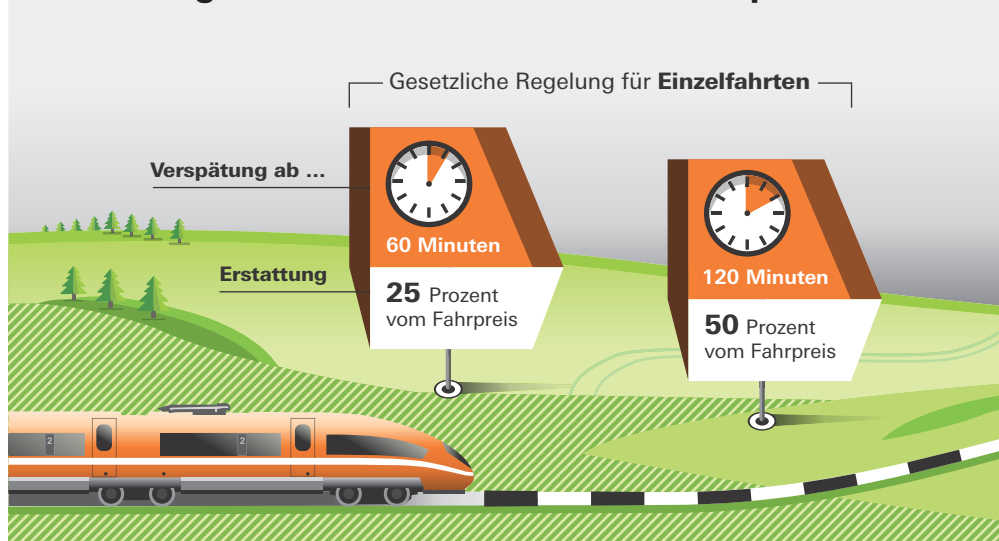 Gesetzliche Regelung für Einzelfahrten
Verspätung ab ...
60 Minuten
Erstattung
25 Prozent
vom Fahrpreis
120 Minuten
50 Prozent
vom Fahrpreis
2
2